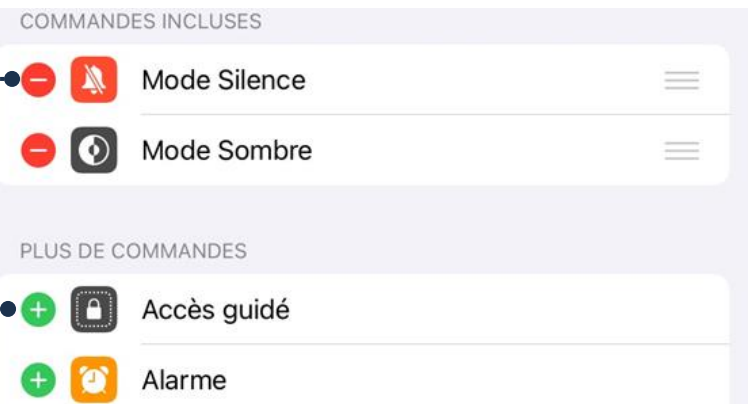 COMMANDES INCLUSES
Mode Silence
Mode Sombre
PLUS DE COMMANDES
Accès guidé
Alarme